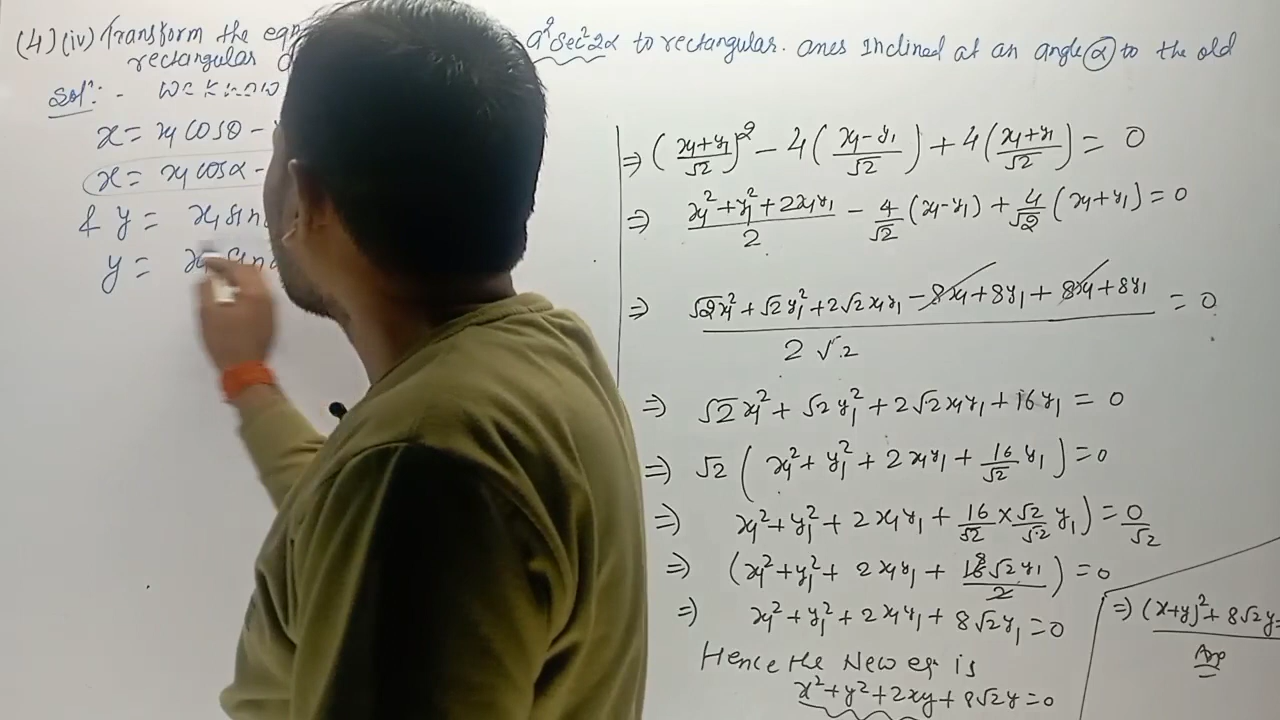 (4)(iv) Transform the eqn a²sec²2α to rectangular. axes Inclined at an angle α to the old
rectangular
Solⁿ: - we know
x = x₁cosθ -
x = x₁cosα -
& y = x₁sin
y = x₁sin
⇒ (x₁+y₁/√2)² - 4(x₁-y₁/√2) + 4(x₁+y₁/√2) = 0
⇒ x₁²+y₁²+2x₁y₁/2 - 4/√2(x₁-y₁) + 4/√2(x₁+y₁) = 0
⇒ √2x₁²+√2y₁²+2√2x₁y₁-8x₁+8y₁+8x₁+8y₁/2√2 = 0
⇒ √2x₁²+√2y₁²+2√2x₁y₁+16y₁ = 0
⇒ √2(x₁²+y₁²+2x₁y₁+16/√2 y₁) = 0
⇒ x₁²+y₁²+2x₁y₁+16/√2×√2/√2 y₁) = 0/√2
⇒ (x₁²+y₁²+2x₁y₁+16 8√2y₁/2) = 0
⇒ x₁²+y₁²+2x₁y₁+8√2y₁ = 0
Hence the New eqn is
x²+y²+2xy+8√2y = 0
⇒ (x+y)²+8√2y=
Ans